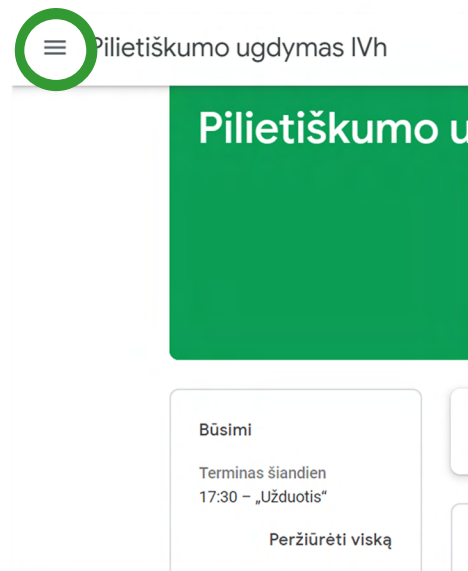 Pilietiškumo ugdymas IVh
Pilietiškumo
Būsimi
Terminas šiandien
17:30 – „Užduotis“
Peržiūrėti viską